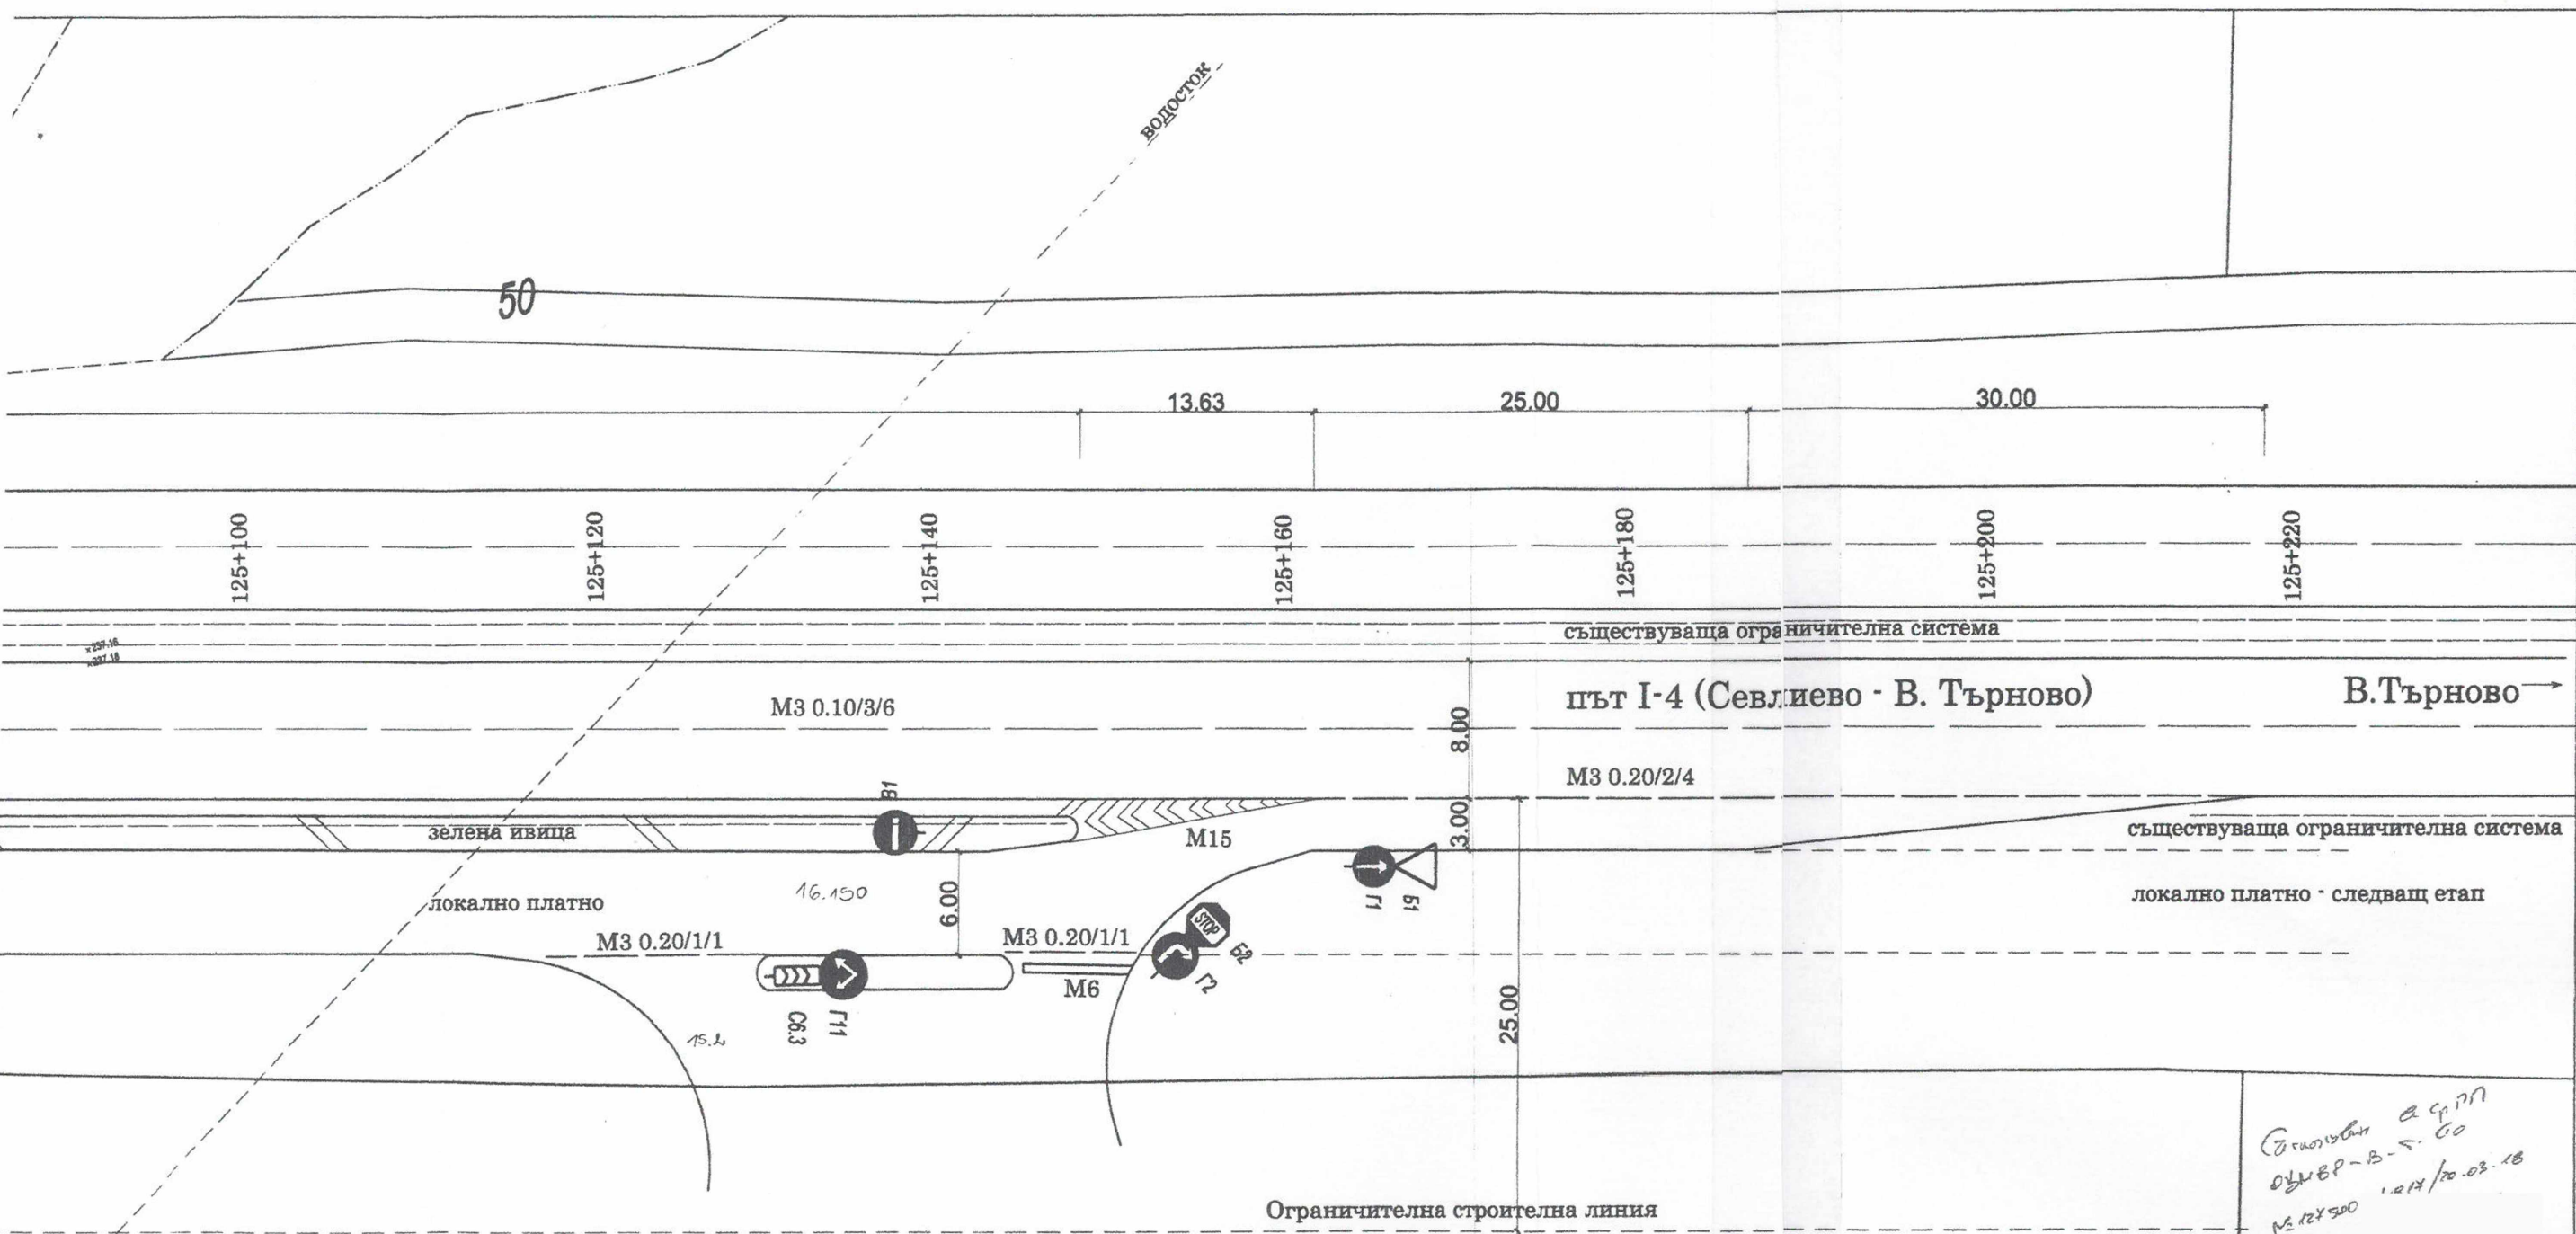 водосток
50
13.63
25.00
30.00
125+100
125+120
125+140
125+160
125+180
125+200
125+220
съществуваща ограничителна система
×237.16
×237.18
М3 0.10/3/6
път I-4 (Севлиево - В. Търново)
В.Търново
8.00
М3 0.20/2/4
В1
3.00
зелена ивица
М15
съществуваща ограничителна система
Г1
Б1
локално платно
16.150
6.00
локално платно - следващ етап
М3 0.20/1/1
М3 0.20/1/1
STOP
Б2
Г2
М6
С6.3
Г11
15.2
25.00
Ограничителна строителна линия